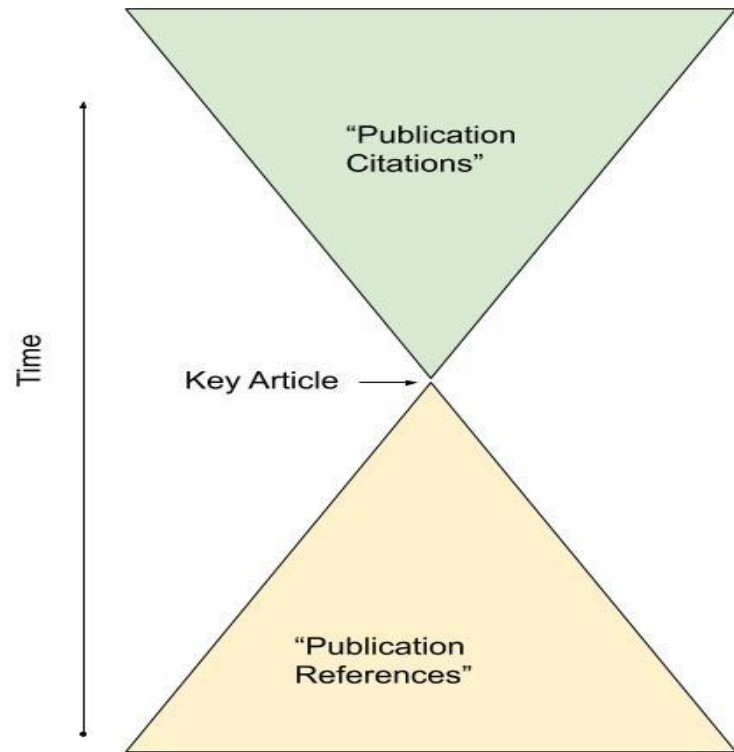 “Publication
Citations”
Time
Key Article
“Publication
References”